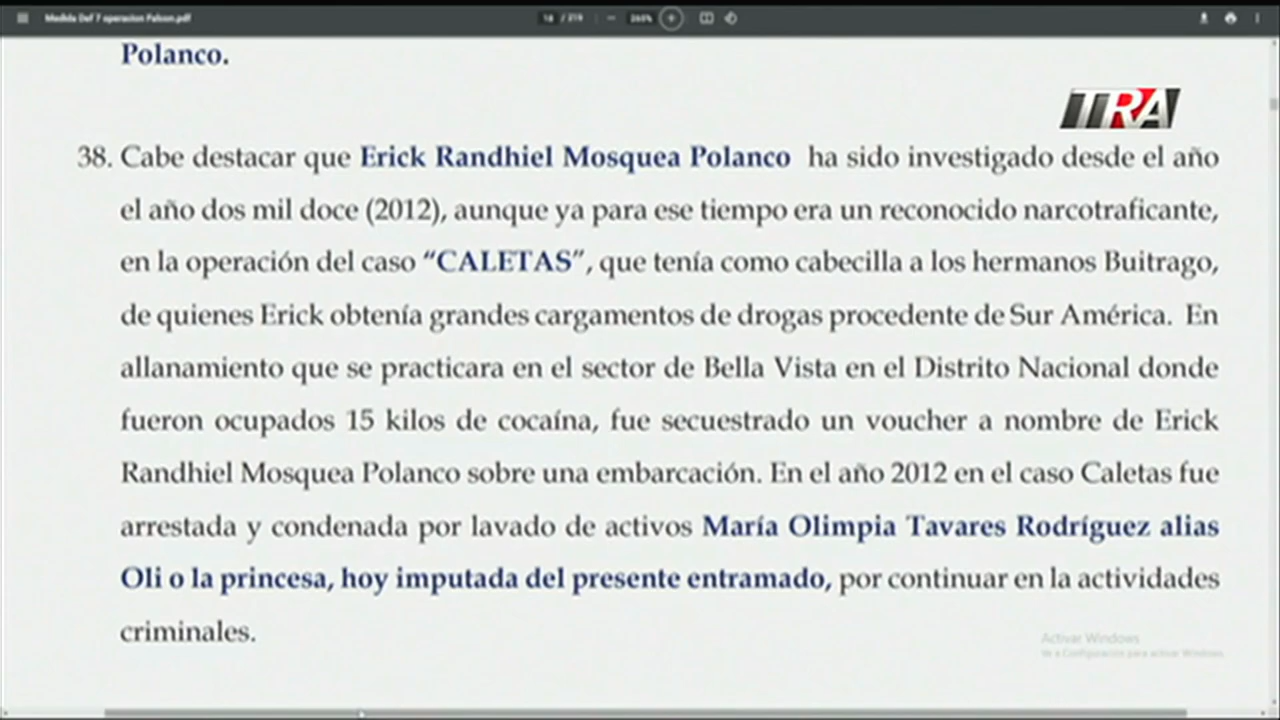 Medida Def 7 operacion Falcon.pdf
18 / 319
265%
Polanco.
TRA
38. Cabe destacar que Erick Randhiel Mosquea Polanco ha sido investigado desde el año
el año dos mil doce (2012), aunque ya para ese tiempo era un reconocido narcotraficante,
en la operación del caso “CALETAS”, que tenía como cabecilla a los hermanos Buitrago,
de quienes Erick obtenía grandes cargamentos de drogas procedente de Sur América. En
allanamiento que se practicara en el sector de Bella Vista en el Distrito Nacional donde
fueron ocupados 15 kilos de cocaína, fue secuestrado un voucher a nombre de Erick
Randhiel Mosquea Polanco sobre una embarcación. En el año 2012 en el caso Caletas fue
arrestada y condenada por lavado de activos María Olimpia Tavares Rodríguez alias
Oli o la princesa, hoy imputada del presente entramado, por continuar en la actividades
criminales.
Activar Windows
Ve a Configuración para activar Windows.